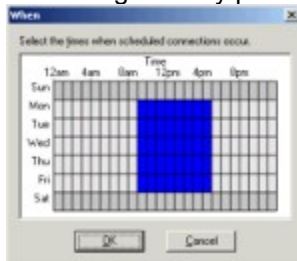 When
Select the times when scheduled connections occur.
Time
12am 4am 8am 12pm 4pm 8pm
Sun
Mon
Tue
Wed
Thu
Fri
Sat
OK Cancel